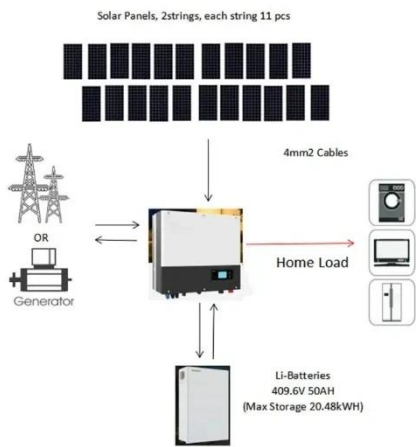 Solar Panels, 2strings, each string 11 pcs
4mm2 Cables
OR
Home Load
Generator
Li-Batteries
409.6V 50AH
(Max Storage 20.48kWH)